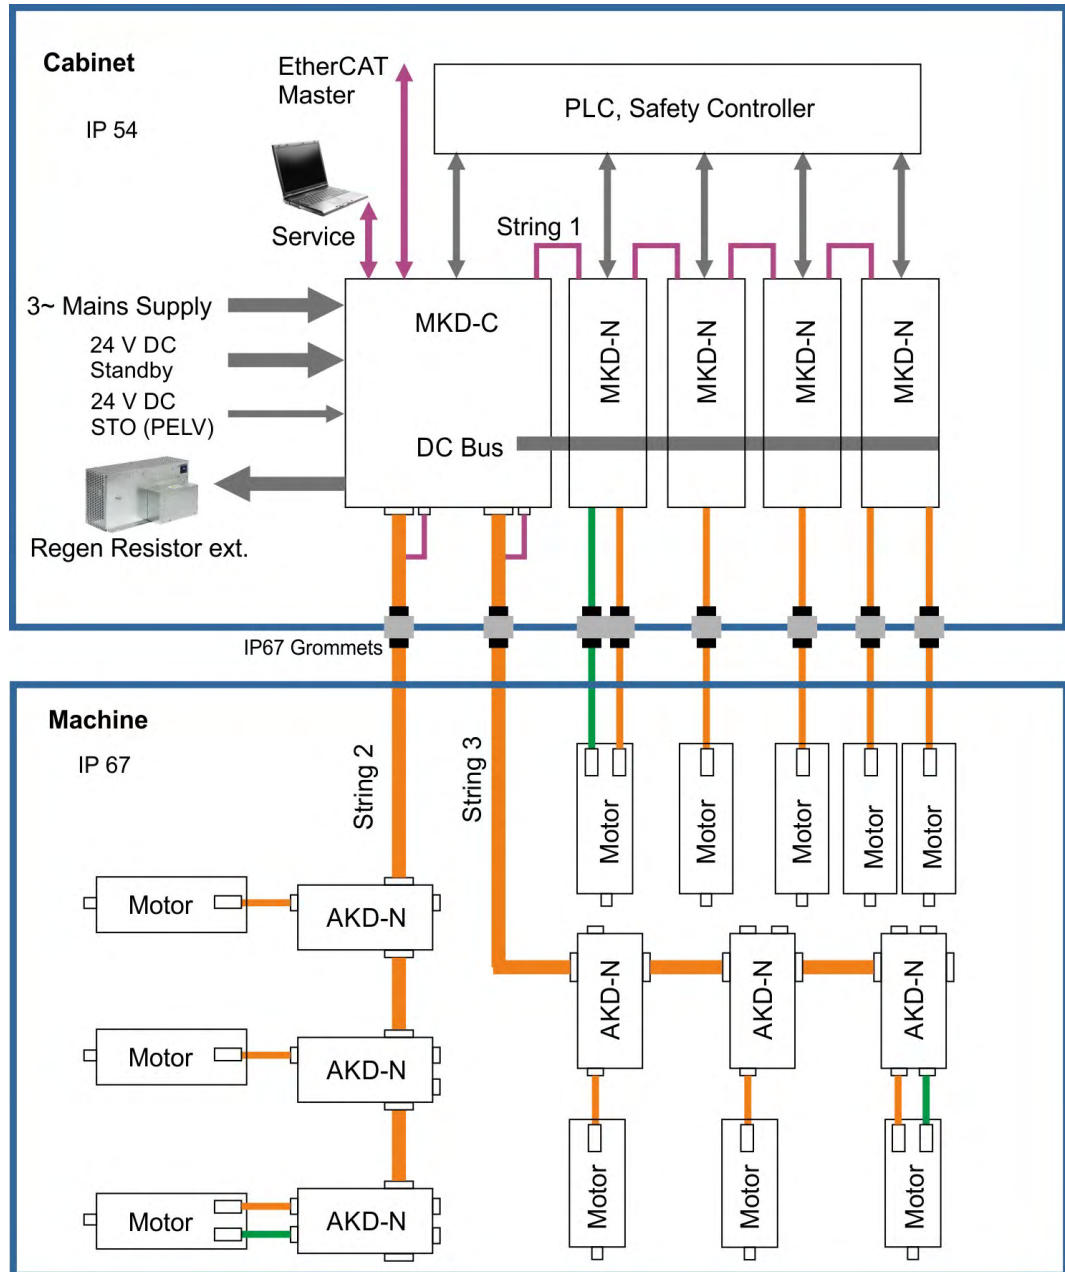 Cabinet
IP 54
EtherCAT
Master
PLC, Safety Controller
Service
String 1
3~ Mains Supply
24 V DC
Standby
24 V DC
STO (PELV)
Regen Resistor ext.
MKD-C
DC Bus
MKD-N
MKD-N
MKD-N
MKD-N
IP67 Grommets
Machine
IP 67
String 2
String 3
Motor
Motor
Motor
Motor
Motor
Motor
AKD-N
Motor
AKD-N
Motor
AKD-N
AKD-N
AKD-N
AKD-N
Motor
Motor
Motor